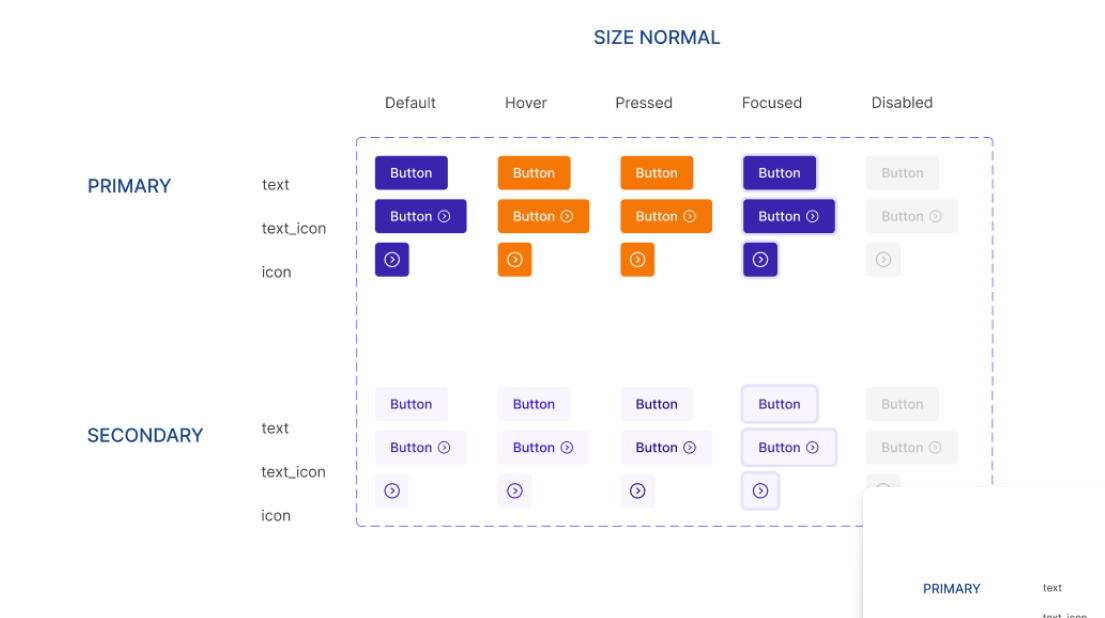 SIZE NORMAL
Default Hover Pressed Focused Disabled
PRIMARY
text Button Button Button Button Button
text_icon Button Button Button Button Button
icon
SECONDARY
text Button Button Button Button Button
text_icon Button Button Button Button Button
icon
PRIMARY text
text_icon